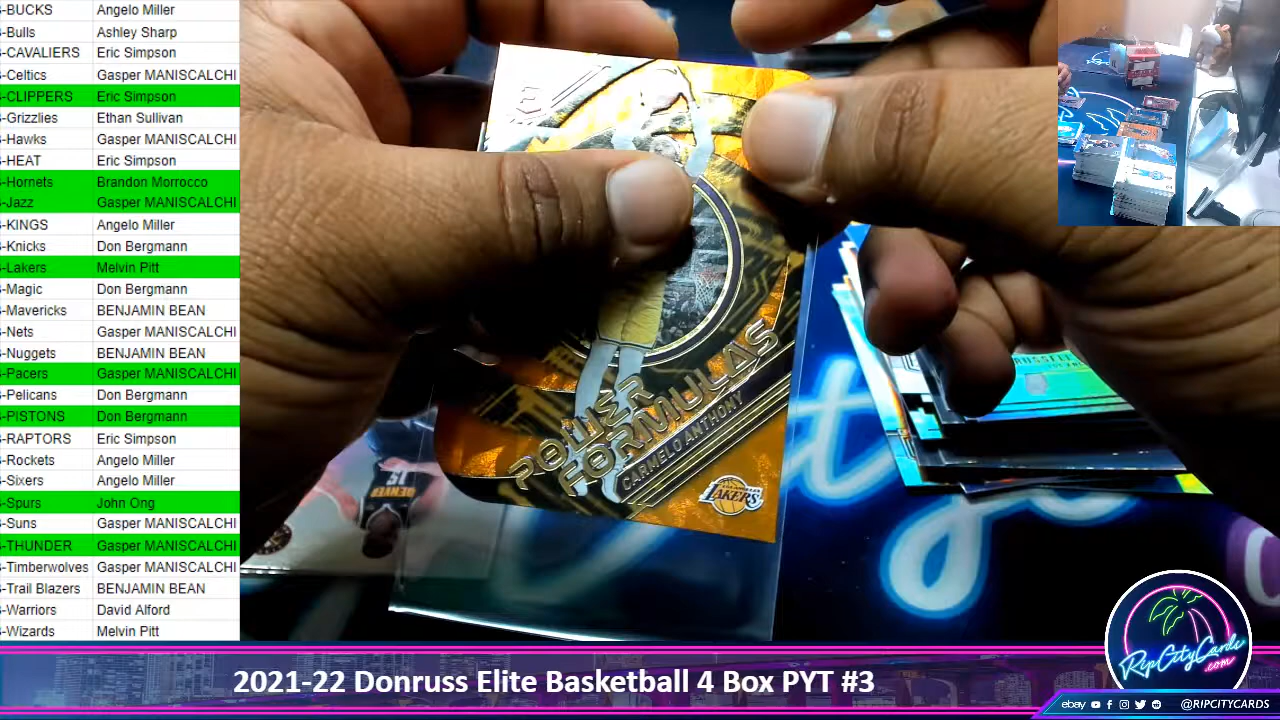 -BUCKS Angelo Miller
-Bulls Ashley Sharp
-CAVALIERS Eric Simpson
-Celtics Gasper MANISCALCHI
-CLIPPERS Eric Simpson
-Grizzlies Ethan Sullivan
-Hawks Gasper MANISCALCHI
-HEAT Eric Simpson
-Hornets Brandon Morrocco
-Jazz Gasper MANISCALCHI
-KINGS Angelo Miller
-Knicks Don Bergmann
-Lakers Melvin Pitt
-Magic Don Bergmann
-Mavericks BENJAMIN BEAN
-Nets Gasper MANISCALCHI
-Nuggets BENJAMIN BEAN
-Pacers Gasper MANISCALCHI
-Pelicans Don Bergmann
-PISTONS Don Bergmann
-RAPTORS Eric Simpson
-Rockets Angelo Miller
-Sixers Angelo Miller
-Spurs John Ong
-Suns Gasper MANISCALCHI
-THUNDER Gasper MANISCALCHI
-Timberwolves Gasper MANISCALCHI
-Trail Blazers BENJAMIN BEAN
-Warriors David Alford
-Wizards Melvin Pitt
POWER
FORMULAS
CARMELO ANTHONY
LAKERS
DENVER
15
RipCityCards
.com
2021-22 Donruss Elite Basketball 4 Box PYT #3
ebay @RIPCITYCARDS